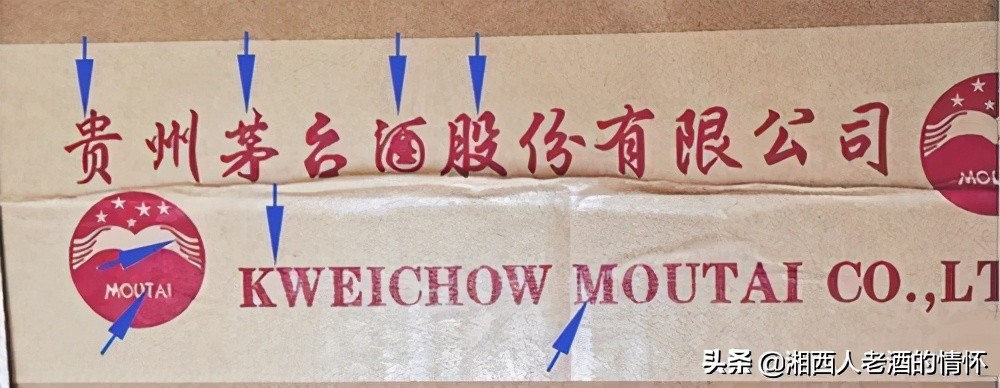 贵州茅台酒股份有限公司
MOU
MOUTAI
KWEICHOW MOUTAI CO.,LT
头条 @湘西人老酒的情怀